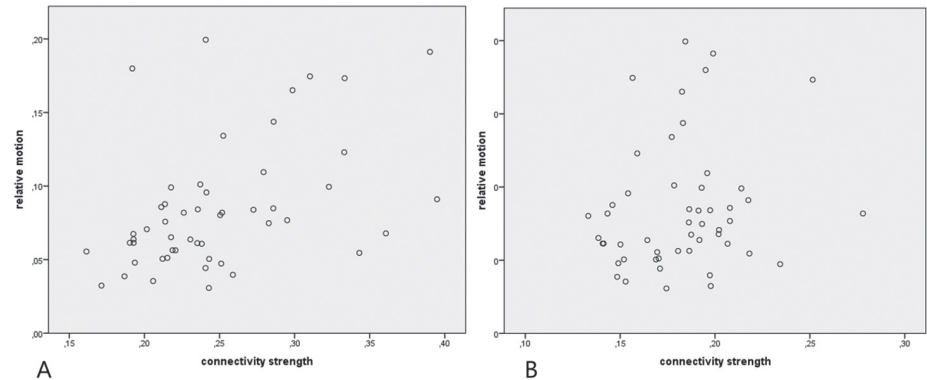 ,20
,15
,10
,05
,00
relative motion
,15 ,20 ,25 ,30 ,35 ,40
connectivity strength
A
0
0
0
0
0
relative motion
,10 ,15 ,20 ,25 ,30
connectivity strength
B